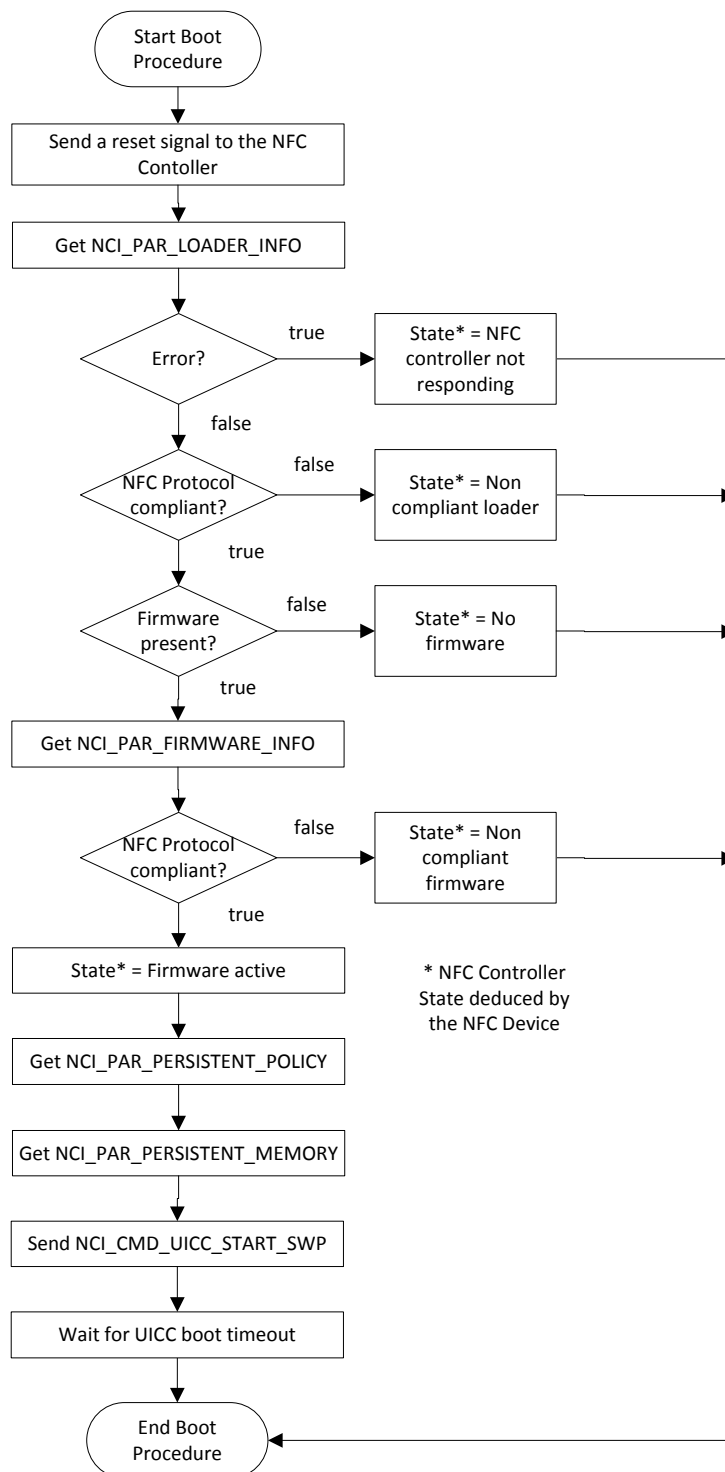 Start Boot
Procedure
Send a reset signal to the NFC
Contoller
Get NCI_PAR_LOADER_INFO
Error?
true
State* = NFC
controller not
responding
false
NFC Protocol
compliant?
false
State* = Non
compliant loader
true
Firmware
present?
false
State* = No
firmware
true
Get NCI_PAR_FIRMWARE_INFO
NFC Protocol
compliant?
false
State* = Non
compliant
firmware
true
State* = Firmware active
* NFC Controller
State deduced by
the NFC Device
Get NCI_PAR_PERSISTENT_POLICY
Get NCI_PAR_PERSISTENT_MEMORY
Send NCI_CMD_UICC_START_SWP
Wait for UICC boot timeout
End Boot
Procedure